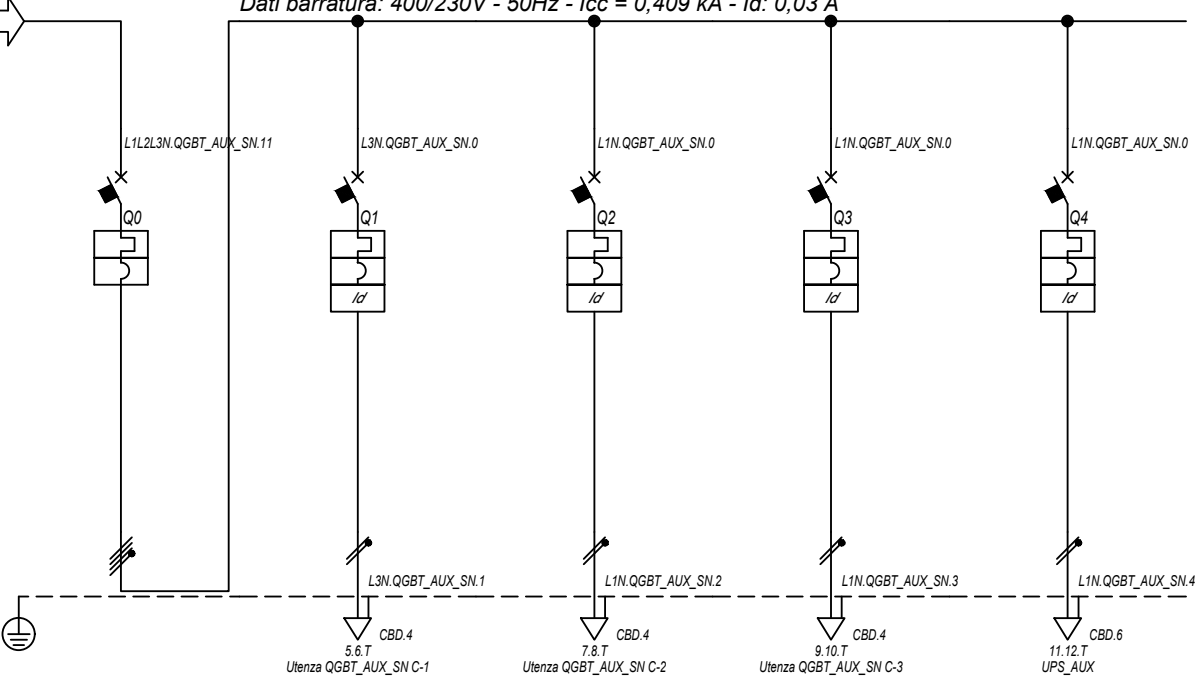 Dati barratura: 400/230V - 50Hz - Icc = 0,409 kA - Id: 0,03 A
L1L2L3N.QGBT_AUX_SN.11
L3N.QGBT_AUX_SN.0
L1N.QGBT_AUX_SN.0
L1N.QGBT_AUX_SN.0
L1N.QGBT_AUX_SN.0
Q0
Q1
Q2
Q3
Q4
Id
Id
Id
Id
L3N.QGBT_AUX_SN.1
L1N.QGBT_AUX_SN.2
L1N.QGBT_AUX_SN.3
L1N.QGBT_AUX_SN.4
CBD.4
CBD.4
CBD.4
CBD.6
5.6.T
7.8.T
9.10.T
11.12.T
Utenza QGBT_AUX_SN C-1
Utenza QGBT_AUX_SN C-2
Utenza QGBT_AUX_SN C-3
UPS_AUX